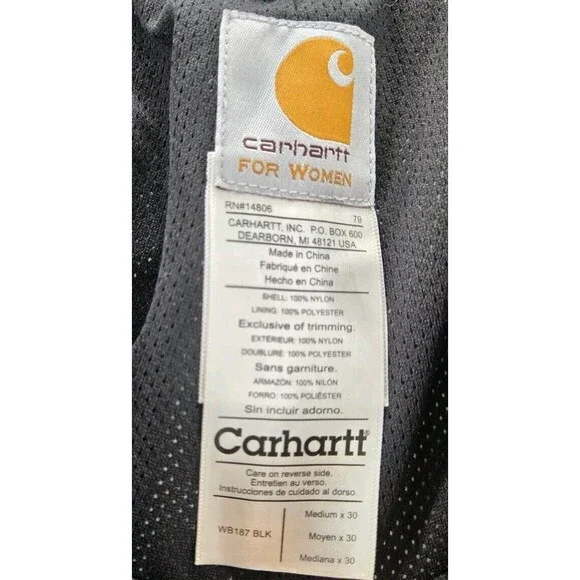 carhartt
FOR WOMEN
RN#14806 79
CARHARTT, INC. P.O. BOX 600
DEARBORN, MI 48121 USA
Made in China
Fabriqué en Chine
Hecho en China
SHELL: 100% NYLON
LINING: 100% POLYESTER
Exclusive of trimming.
EXTERIEUR: 100% NYLON
DOUBLURE: 100% POLYESTER
Sans garniture.
ARMAZÓN: 100% NILÓN
FORRO: 100% POLIÉSTER
Sin incluir adorno.
Carhartt®
Care on reverse side.
Entretien au verso.
Instrucciones de cuidado al dorso.
WB187 BLK
Medium x 30
Moyen x 30
Mediana x 30